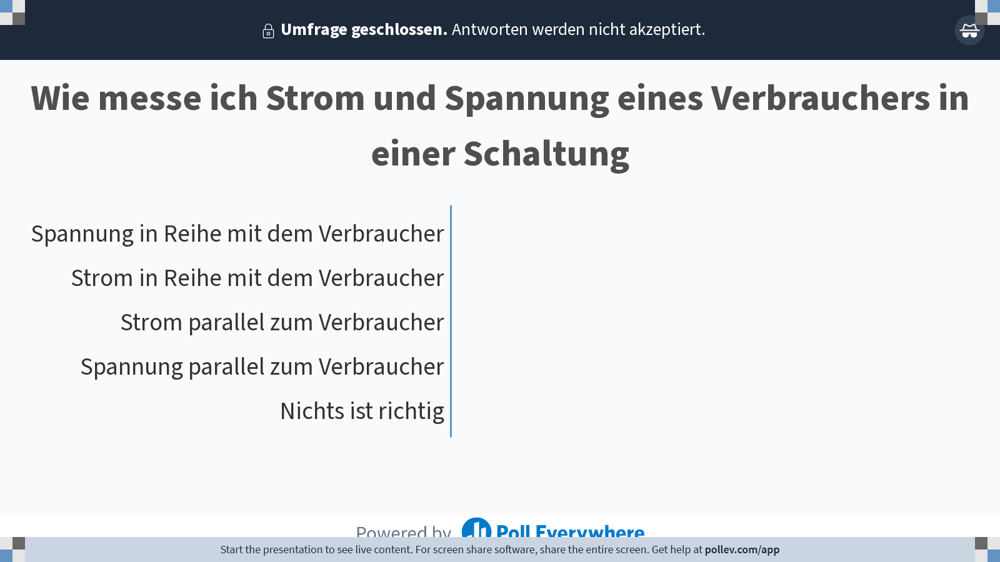 Umfrage geschlossen. Antworten werden nicht akzeptiert.
Wie messe ich Strom und Spannung eines Verbrauchers in
einer Schaltung
Spannung in Reihe mit dem Verbraucher
Strom in Reihe mit dem Verbraucher
Strom parallel zum Verbraucher
Spannung parallel zum Verbraucher
Nichts ist richtig
Powered by Poll Everywhere
Start the presentation to see live content. For screen share software, share the entire screen. Get help at pollev.com/app